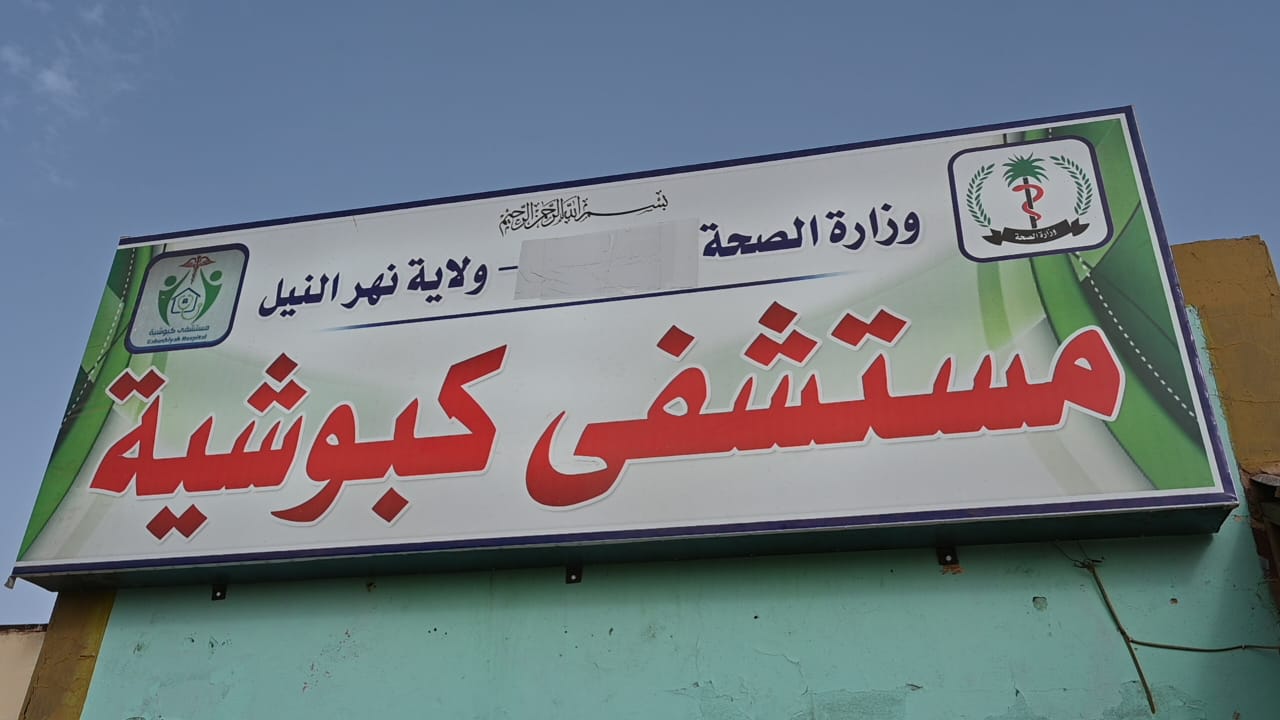 بسم الله الرحمن الرحيم
وزارة الصحة - ولاية نهر النيل
مستشفى كبوشية
وزارة الصحة
مستشفى كبوشية
Kabushiyah Hospital